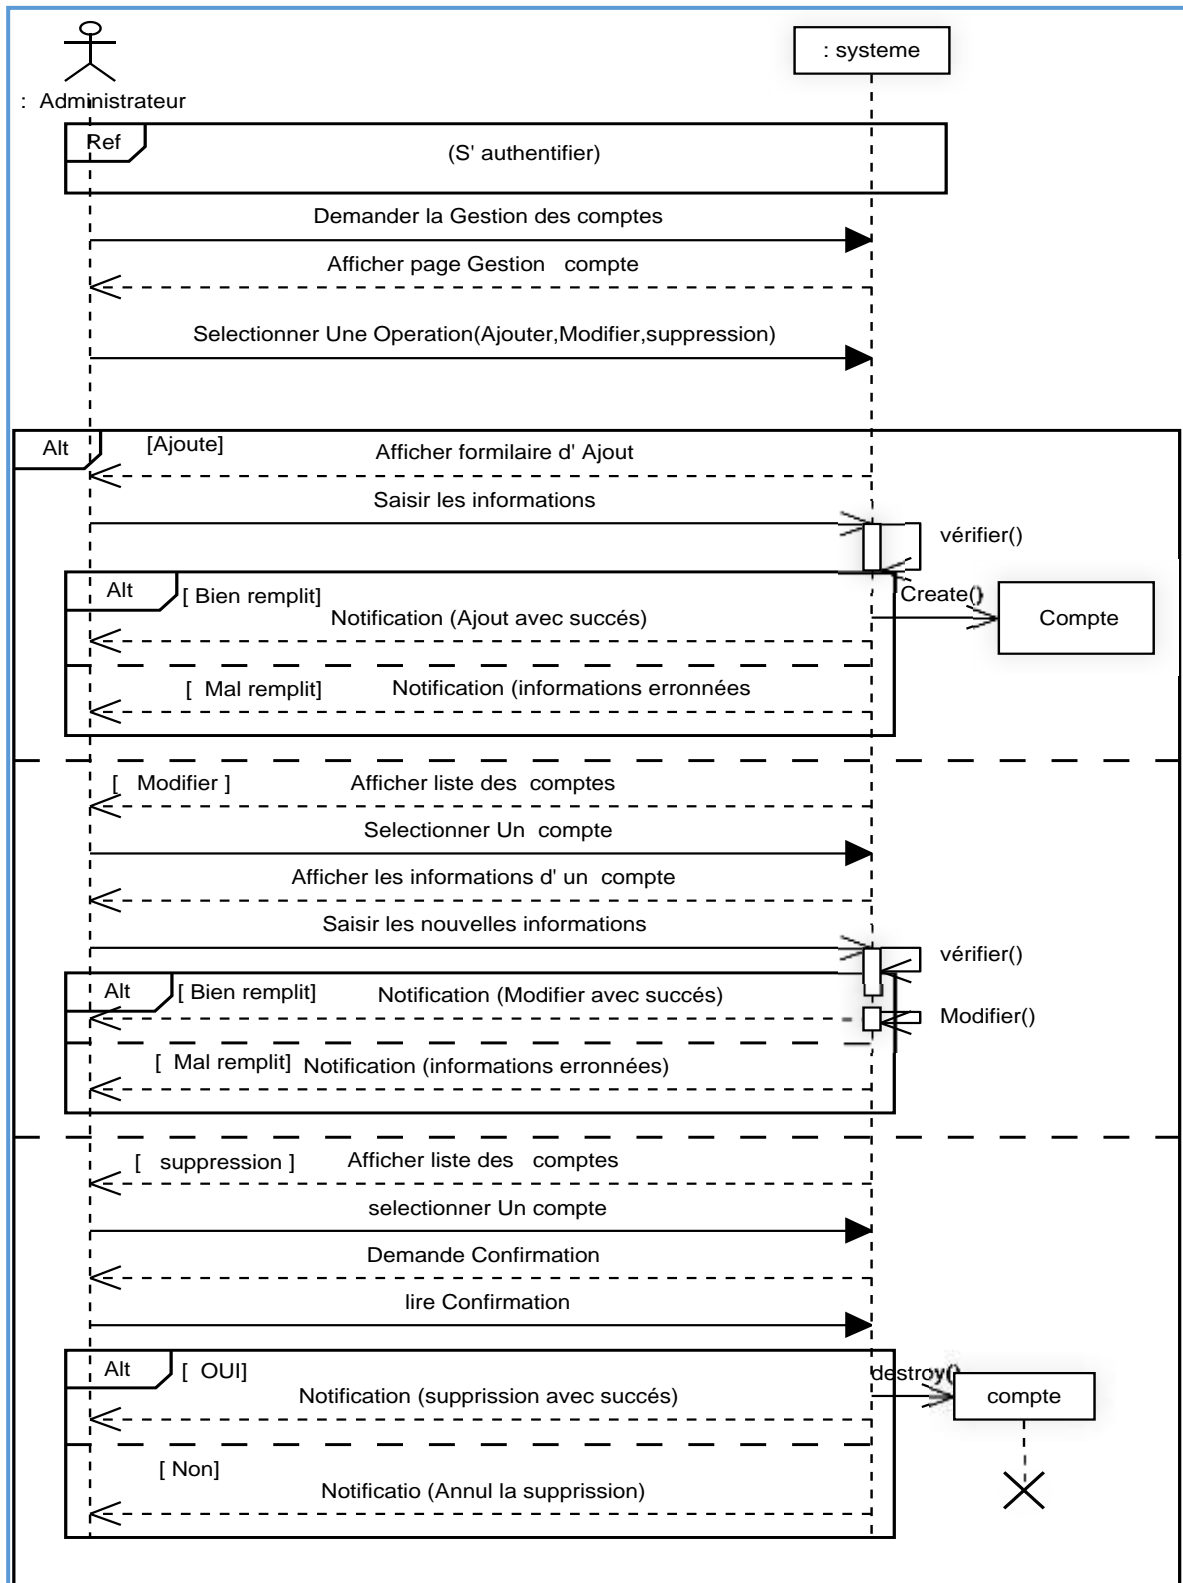 : systeme
: Administrateur
Ref
(S' authentifier)
Demander la Gestion des comptes
Afficher page Gestion compte
Selectionner Une Operation(Ajouter,Modifier,suppression)
Alt
[Ajoute]
Afficher formilaire d' Ajout
Saisir les informations
vérifier()
Alt
[ Bien remplit]
Create()
Notification (Ajout avec succés)
Compte
[ Mal remplit]
Notification (informations erronnées
[ Modifier ]
Afficher liste des comptes
Selectionner Un compte
Afficher les informations d' un compte
Saisir les nouvelles informations
vérifier()
Alt
[ Bien remplit]
Notification (Modifier avec succés)
Modifier()
[ Mal remplit]
Notification (informations erronnées)
[ suppression ]
Afficher liste des comptes
selectionner Un compte
Demande Confirmation
lire Confirmation
Alt
[ OUI]
destroy()
Notification (supprission avec succés)
compte
[ Non]
Notificatio (Annul la supprission)